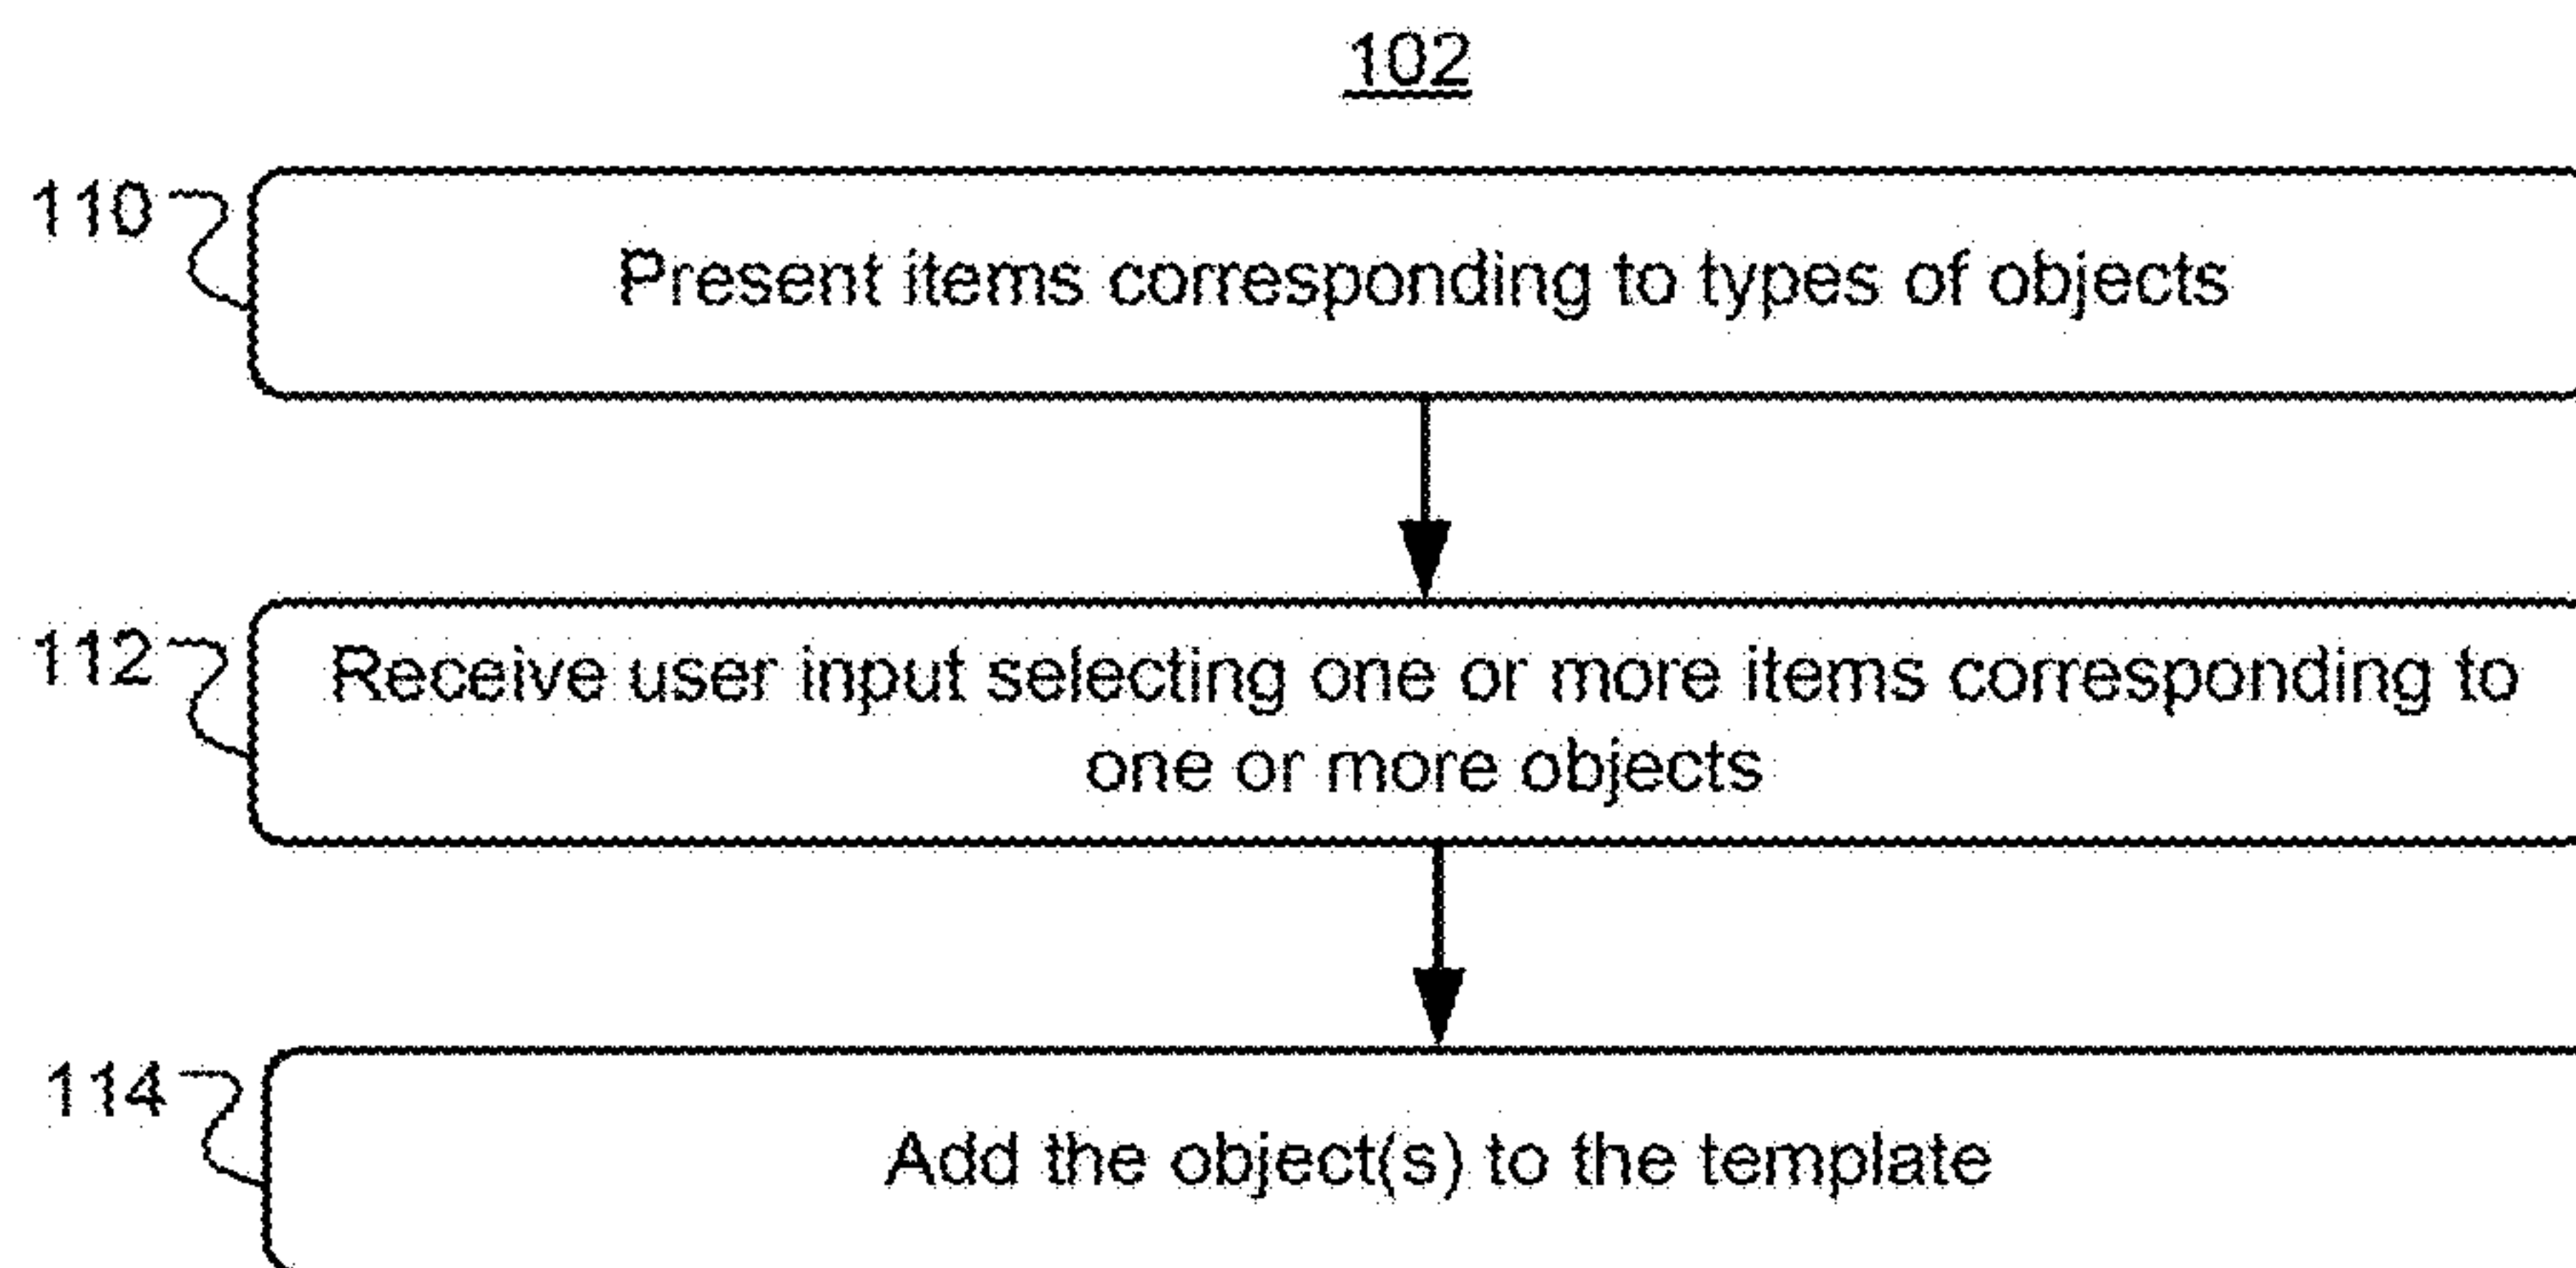 102
110
Present items corresponding to types of objects
112
Receive user input selecting one or more items corresponding to
one or more objects
114
Add the object(s) to the template